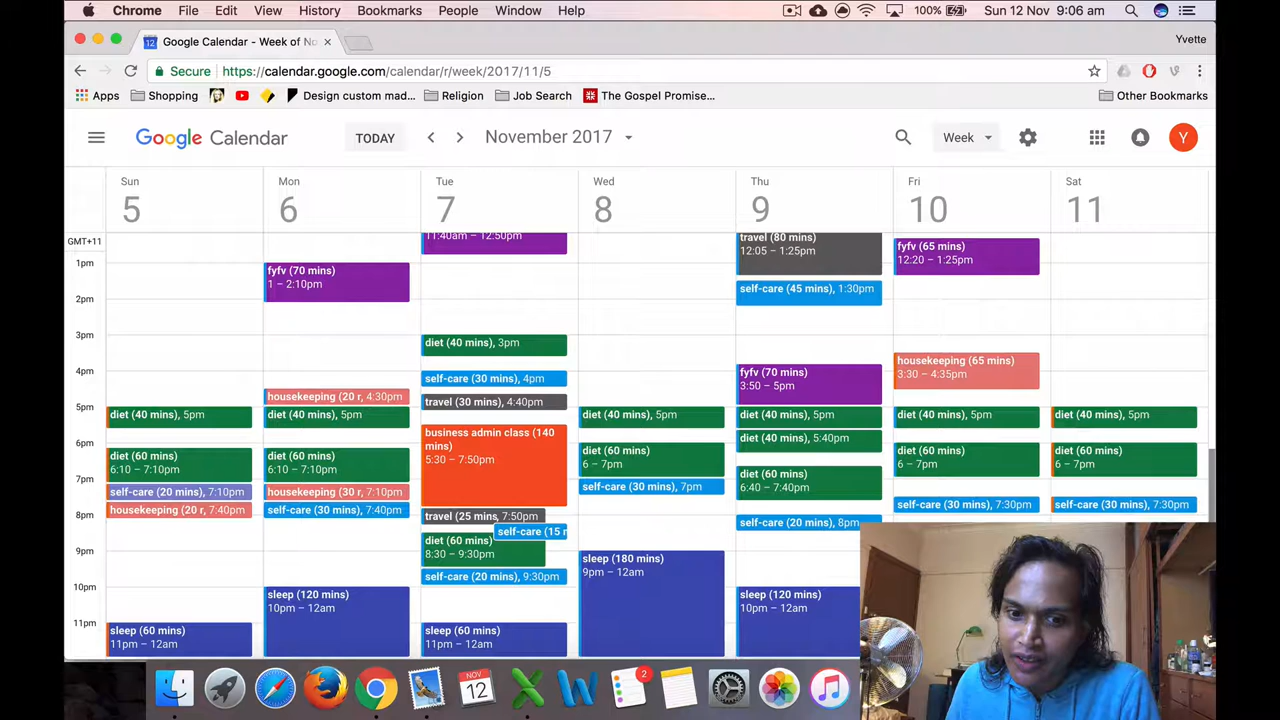 Chrome File Edit View History Bookmarks People Window Help 100% Sun 12 Nov 9:06 am
12 Google Calendar - Week of No × Yvette
Secure https://calendar.google.com/calendar/r/week/2017/11/5
Apps Shopping Design custom mad... Religion Job Search The Gospel Promise... Other Bookmarks
Google Calendar TODAY November 2017 Week Y
Sun Mon Tue Wed Thu Fri Sat
5 6 7 8 9 10 11
GMT+11
1pm
2pm
3pm
4pm
5pm
6pm
7pm
8pm
9pm
10pm
11pm
diet (40 mins), 5pm
diet (60 mins)
6:10 – 7:10pm
self-care (20 mins), 7:10pm
housekeeping (20 r, 7:40pm
sleep (60 mins)
11pm – 12am
fyfv (70 mins)
1 – 2:10pm
housekeeping (20 r, 4:30pm
diet (40 mins), 5pm
diet (60 mins)
6:10 – 7:10pm
housekeeping (30 r, 7:10pm
self-care (30 mins), 7:40pm
sleep (120 mins)
10pm – 12am
11:40am – 12:50pm
diet (40 mins), 3pm
self-care (30 mins), 4pm
travel (30 mins), 4:40pm
business admin class (140
mins)
5:30 – 7:50pm
travel (25 mins, 7:50pm
self-care (15 r
diet (60 mins)
8:30 – 9:30pm
self-care (20 mins), 9:30pm
sleep (60 mins)
11pm – 12am
diet (40 mins), 5pm
diet (60 mins)
6 – 7pm
self-care (30 mins), 7pm
sleep (180 mins)
9pm – 12am
travel (80 mins)
12:05 – 1:25pm
self-care (45 mins), 1:30pm
fyfv (70 mins)
3:50 – 5pm
diet (40 mins), 5pm
diet (40 mins), 5:40pm
diet (60 mins)
6:40 – 7:40pm
self-care (20 mins), 8pm
sleep (120 mins)
10pm – 12am
fyfv (65 mins)
12:20 – 1:25pm
housekeeping (65 mins)
3:30 – 4:35pm
diet (40 mins), 5pm
diet (60 mins)
6 – 7pm
self-care (30 mins), 7:30pm
diet (40 mins), 5pm
diet (60 mins)
6 – 7pm
self-care (30 mins), 7:30pm
NOV
12
2